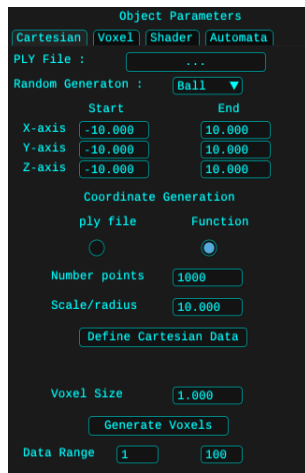 Object Parameters
Cartesian Voxel Shader Automata
PLY File : ...
Random Generaton : Ball ▼
Start End
X-axis -10.000 10.000
Y-axis -10.000 10.000
Z-axis -10.000 10.000
Coordinate Generation
ply file Function
Number points 1000
Scale/radius 10.000
Define Cartesian Data
Voxel Size 1.000
Generate Voxels
Data Range 1 100